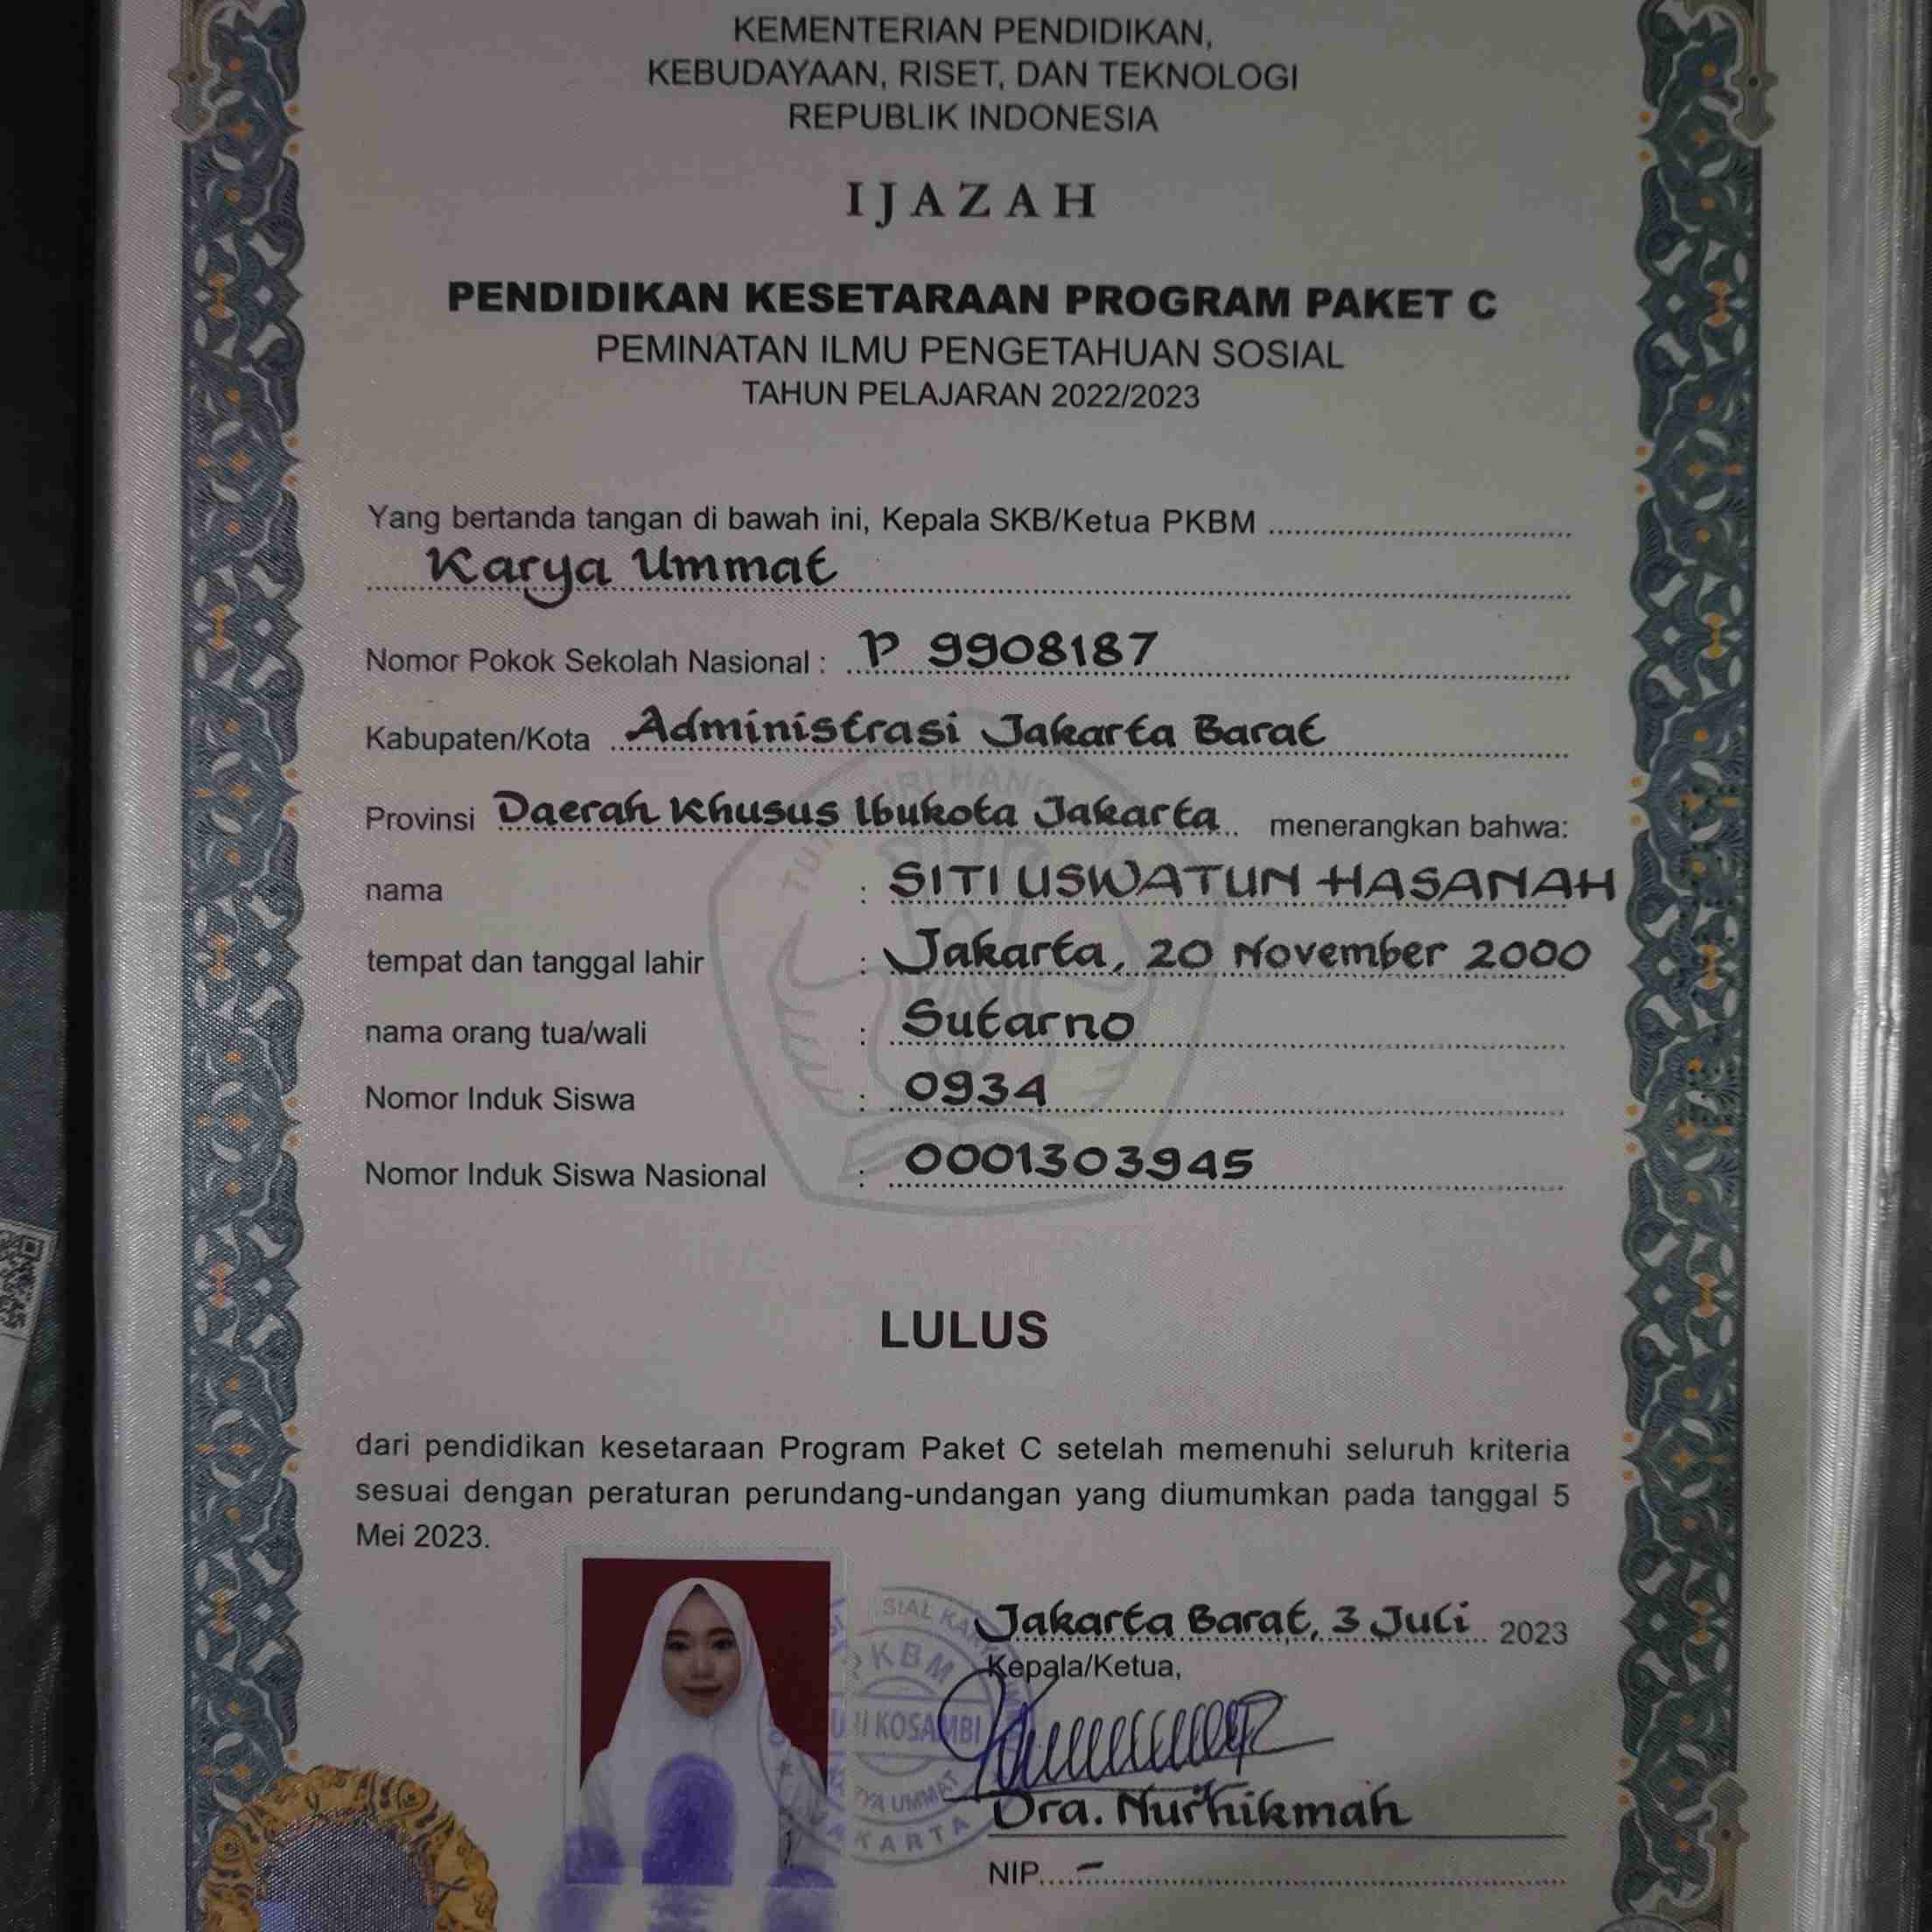 KEMENTERIAN PENDIDIKAN,
KEBUDAYAAN, RISET, DAN TEKNOLOGI
REPUBLIK INDONESIA
IJAZAH
PENDIDIKAN KESETARAAN PROGRAM PAKET C
PEMINATAN ILMU PENGETAHUAN SOSIAL
TAHUN PELAJARAN 2022/2023
Yang bertanda tangan di bawah ini, Kepala SKB/Ketua PKBM
Karya Ummat
Nomor Pokok Sekolah Nasional : P 9908187
Kabupaten/Kota Administrasi Jakarta Barat
Provinsi Daerah Khusus Ibukota Jakarta menerangkan bahwa:
nama : SITI USWATUN HASANAH
tempat dan tanggal lahir : Jakarta, 20 November 2000
nama orang tua/wali : Sutarno
Nomor Induk Siswa : 0934
Nomor Induk Siswa Nasional : 0001303945
LULUS
dari pendidikan kesetaraan Program Paket C setelah memenuhi seluruh kriteria
sesuai dengan peraturan perundang-undangan yang diumumkan pada tanggal 5
Mei 2023.
Jakarta Barat, 3 Juli 2023
Kepala/Ketua,
KOSAMBI
UMMAT
JAKARTA
Dra. Nurhikmah
NIP. -